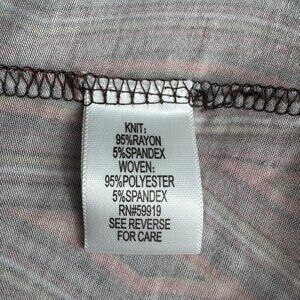 KNIT:
95%RAYON
5%SPANDEX
WOVEN:
95%POLYESTER
5%SPANDEX
RN#59919
SEE REVERSE
FOR CARE